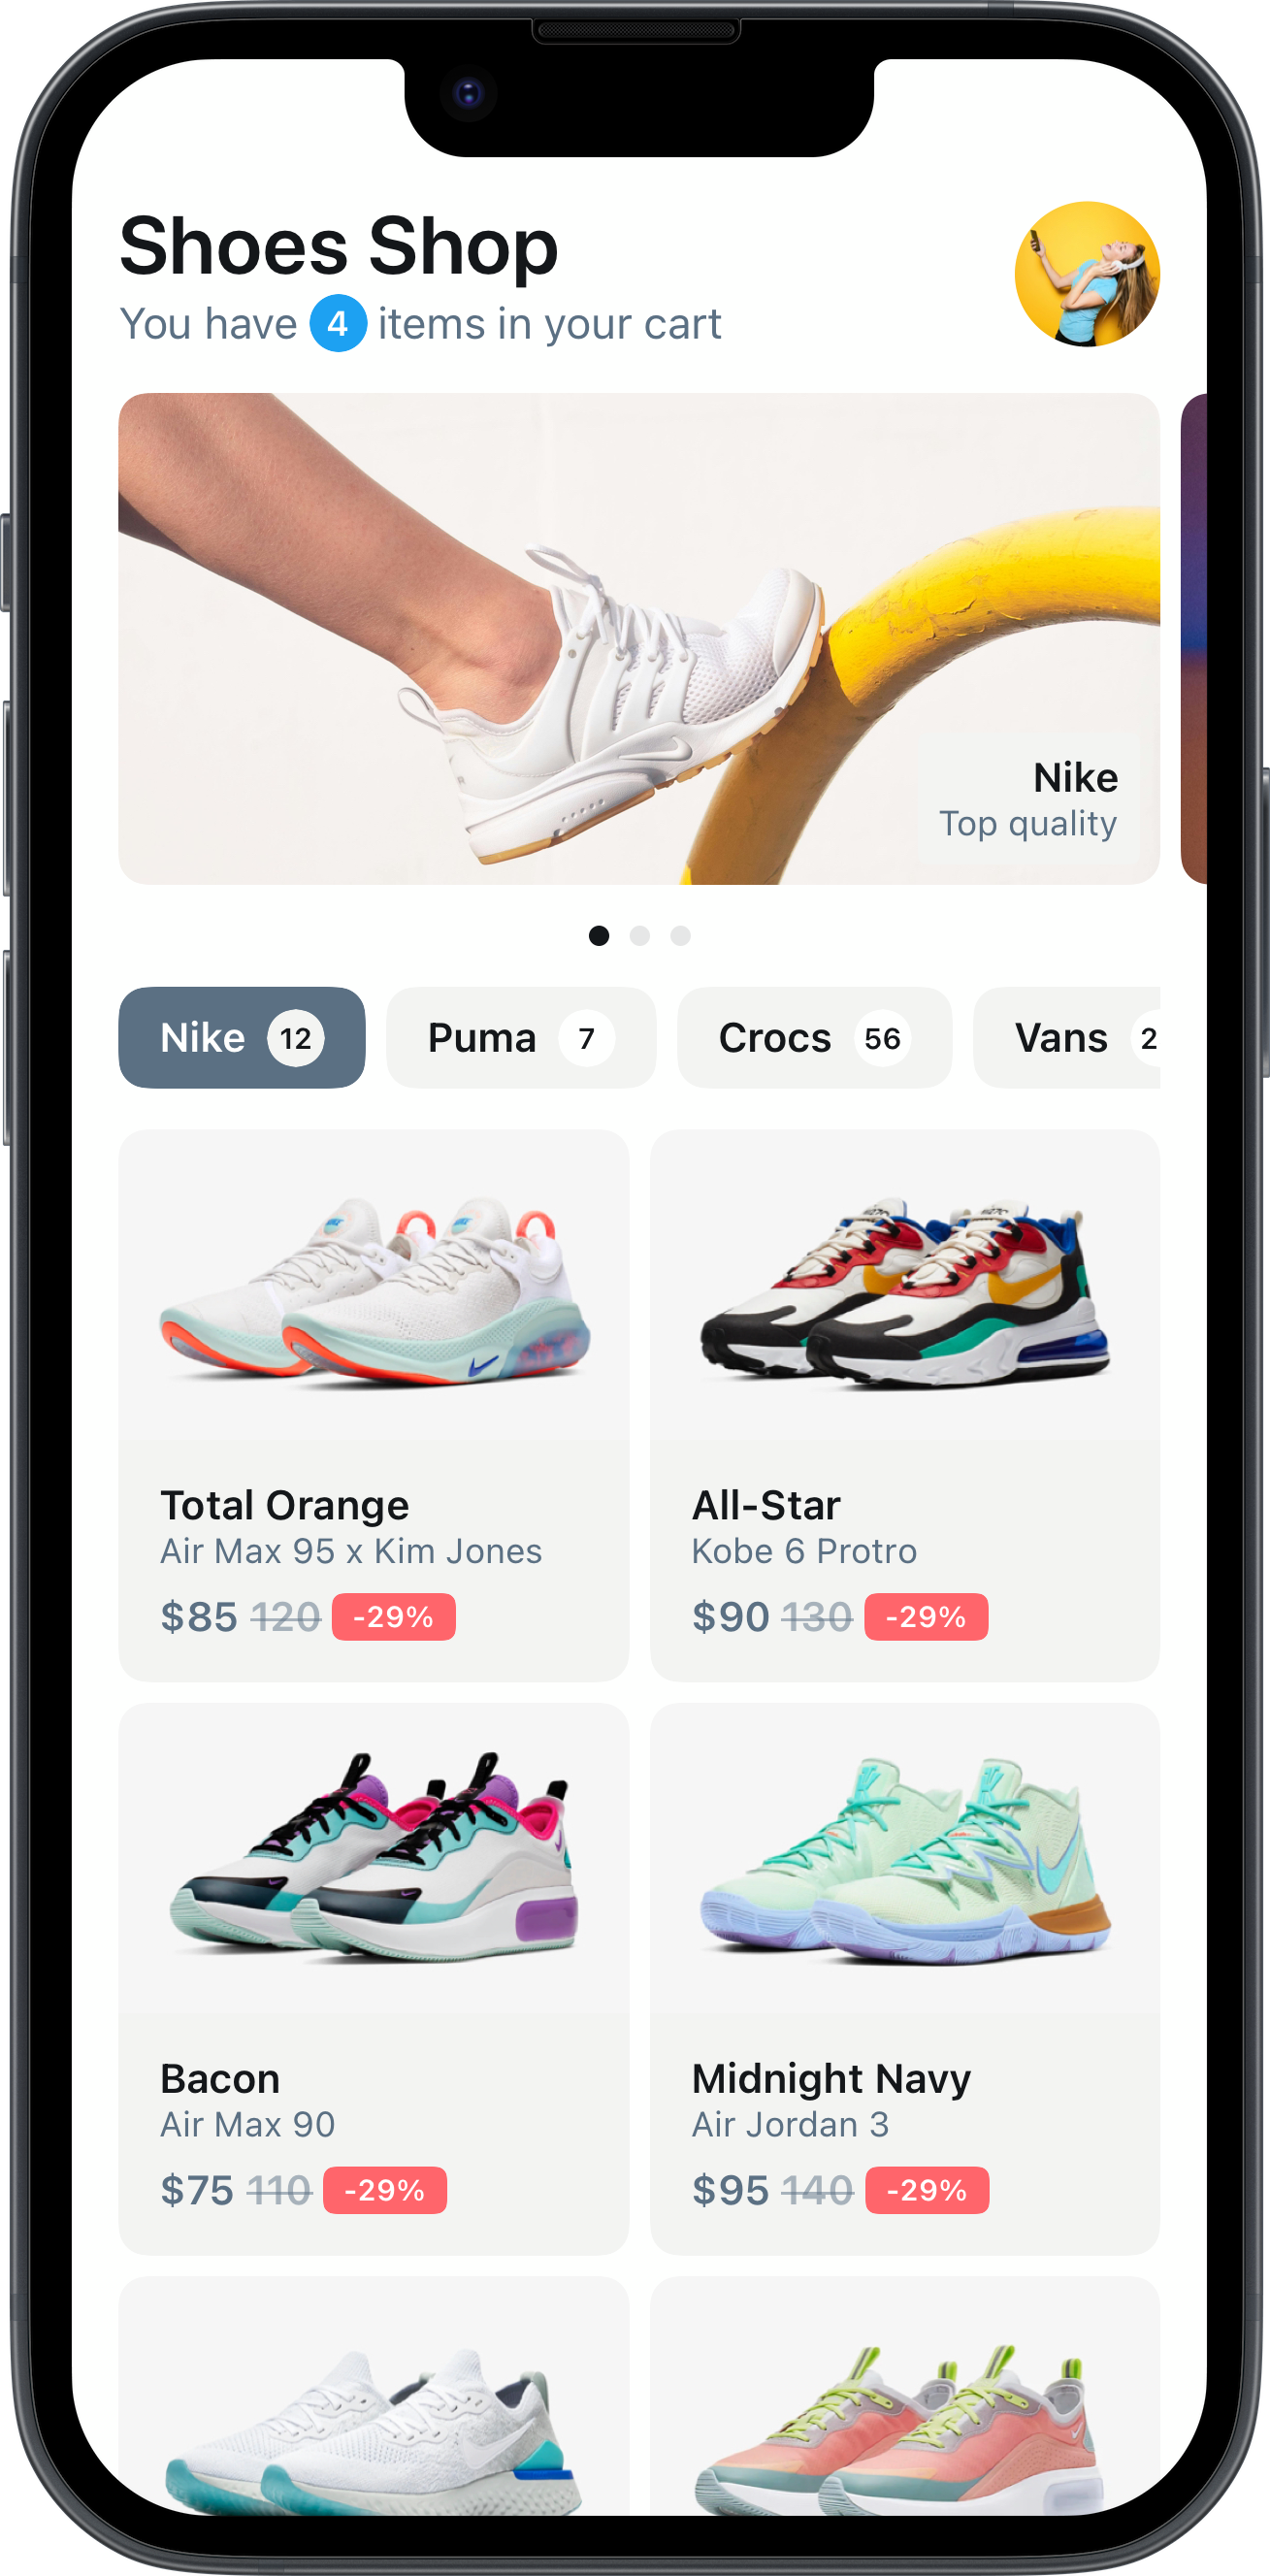 Shoes Shop
You have 4 items in your cart
Nike
Top quality
Nike 12 Puma 7 Crocs 56 Vans 2
Total Orange
Air Max 95 x Kim Jones
$85 120 -29%
All-Star
Kobe 6 Protro
$90 130 -29%
Bacon
Air Max 90
$75 110 -29%
Midnight Navy
Air Jordan 3
$95 140 -29%